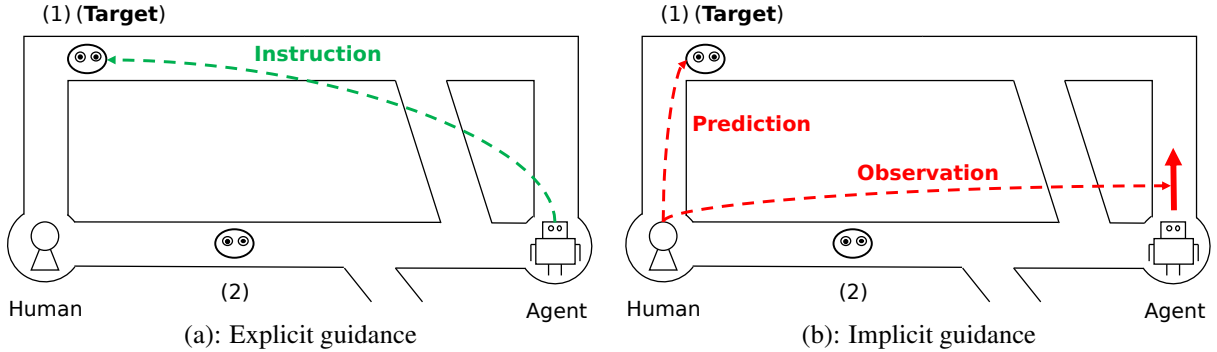 (1) (Target)
Instruction
(2)
Human
Agent
(a): Explicit guidance
(1) (Target)
Prediction
Observation
(2)
Human
Agent
(b): Implicit guidance